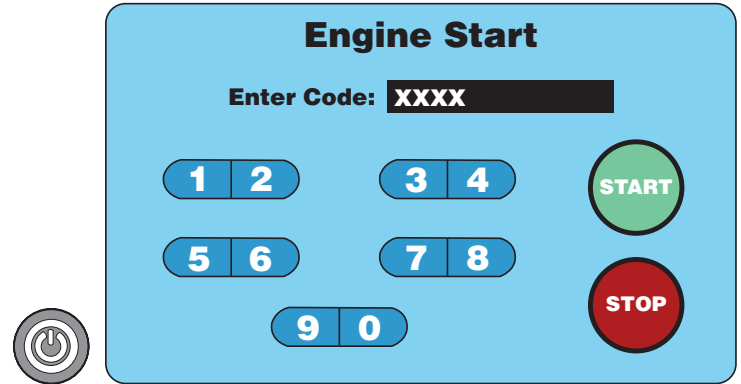 Engine Start
Enter Code: XXXX
1 2 3 4 START
5 6 7 8
9 0 STOP